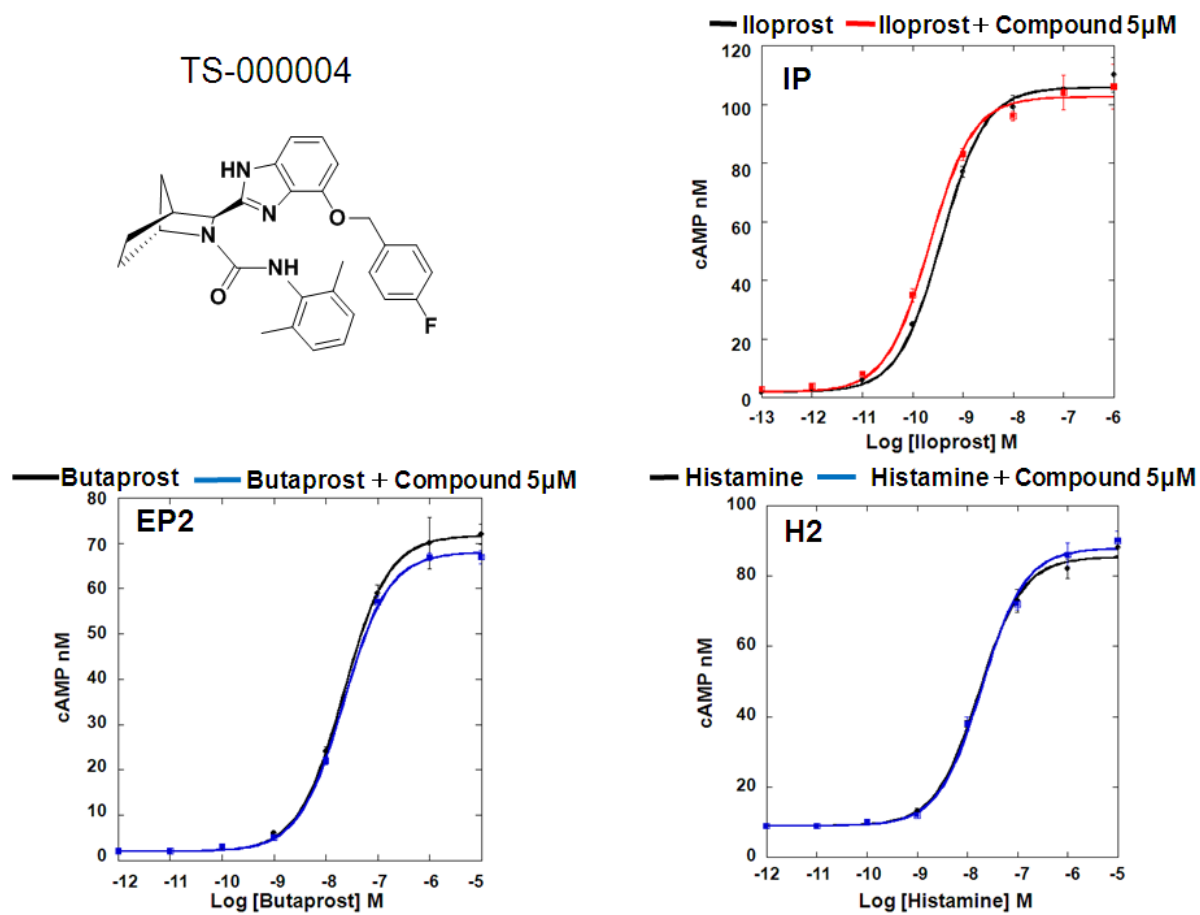 TS-000004
HN
N
N
O
NH
O
F
Iloprost Iloprost + Compound 5µM
IP
120
100
80
60
40
20
0
cAMP nM
-13 -12 -11 -10 -9 -8 -7 -6
Log [Iloprost] M
Butaprost Butaprost + Compound 5µM
EP2
80
70
60
50
40
30
20
10
0
cAMP nM
-12 -11 -10 -9 -8 -7 -6 -5
Log [Butaprost] M
Histamine Histamine + Compound 5µM
H2
100
80
60
40
20
0
cAMP nM
-12 -11 -10 -9 -8 -7 -6 -5
Log [Histamine] M